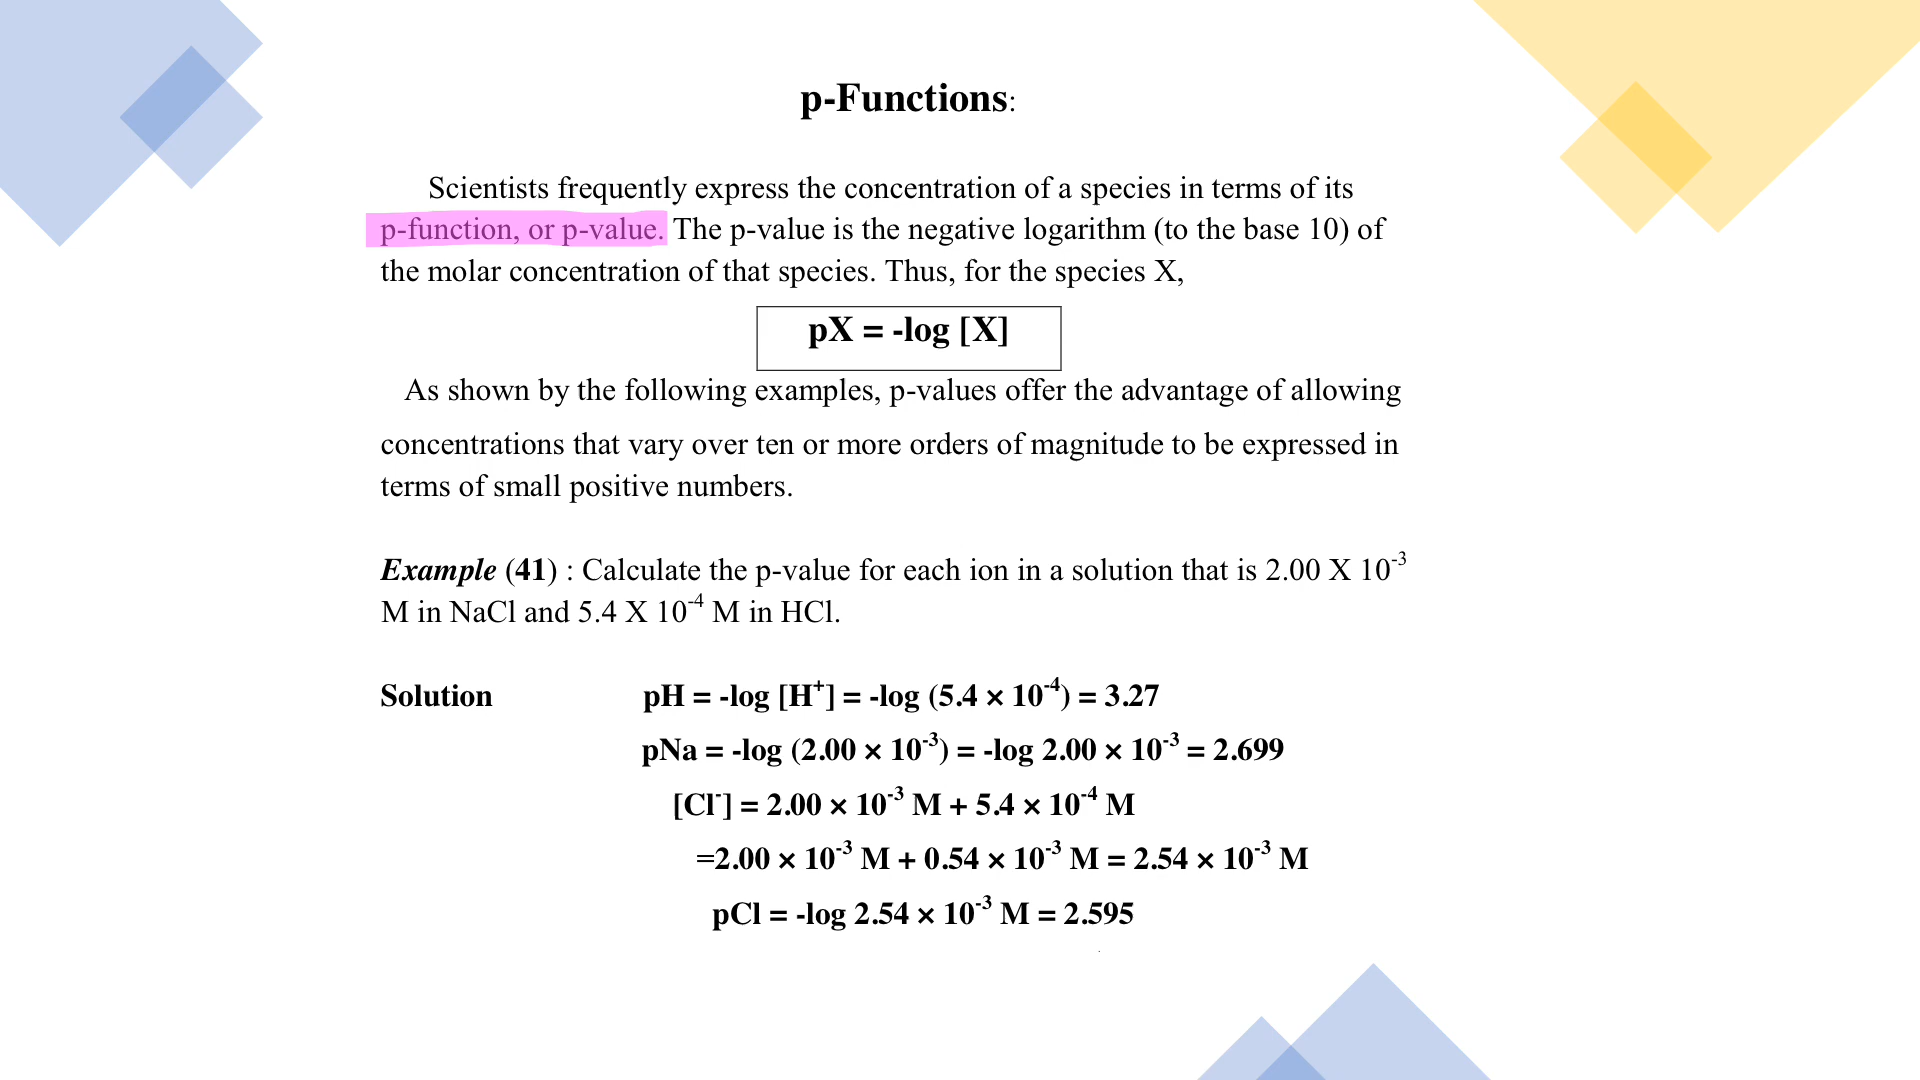 p-Functions:
Scientists frequently express the concentration of a species in terms of its
p-function, or p-value. The p-value is the negative logarithm (to the base 10) of
the molar concentration of that species. Thus, for the species X,
pX = -log [X]
As shown by the following examples, p-values offer the advantage of allowing
concentrations that vary over ten or more orders of magnitude to be expressed in
terms of small positive numbers.
Example (41) : Calculate the p-value for each ion in a solution that is 2.00 X 10⁻³
M in NaCl and 5.4 X 10⁻⁴ M in HCl.
Solution pH = -log [H⁺] = -log (5.4 × 10⁻⁴) = 3.27
pNa = -log (2.00 × 10⁻³) = -log 2.00 × 10⁻³ = 2.699
[Cl⁻] = 2.00 × 10⁻³ M + 5.4 × 10⁻⁴ M
=2.00 × 10⁻³ M + 0.54 × 10⁻³ M = 2.54 × 10⁻³ M
pCl = -log 2.54 × 10⁻³ M = 2.595